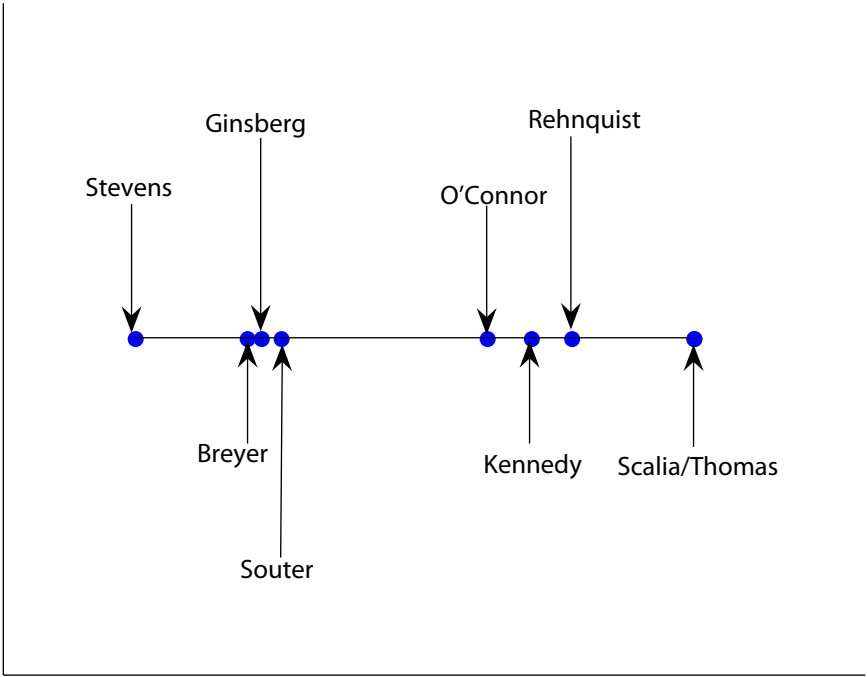 Rehnquist
Ginsberg
Stevens
O'Connor
Breyer
Kennedy
Scalia/Thomas
Souter